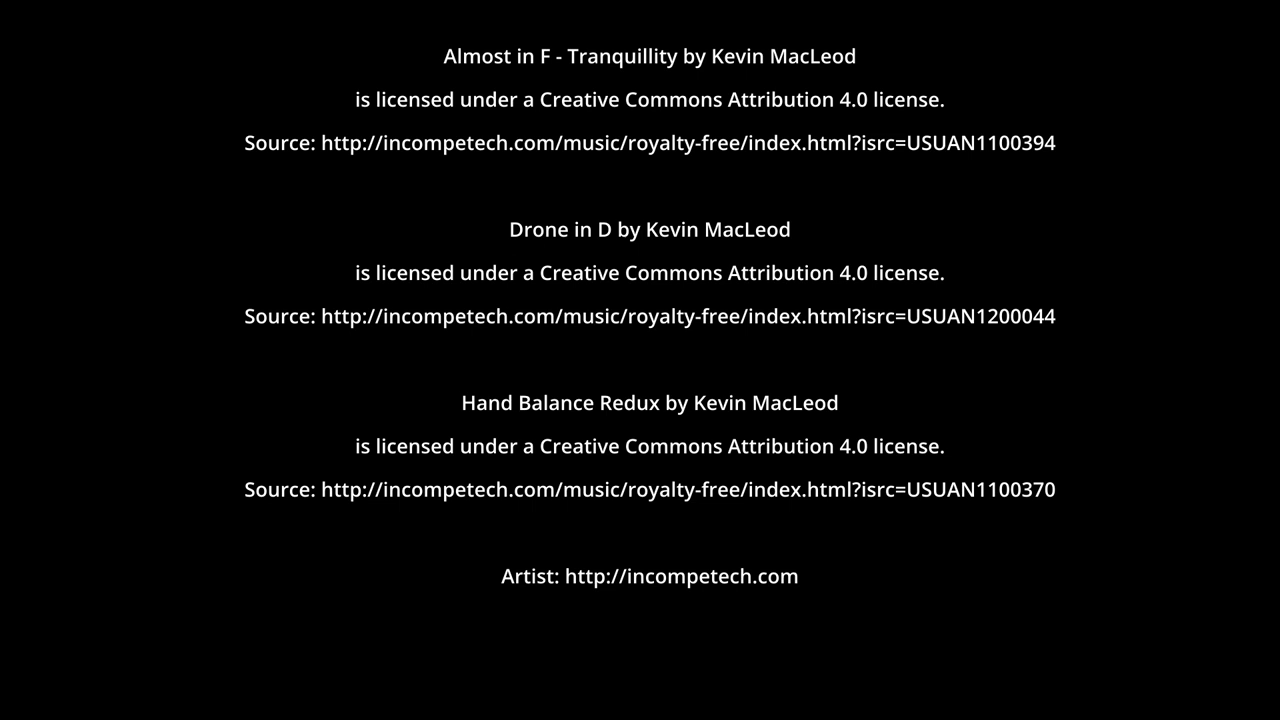 Almost in F - Tranquillity by Kevin MacLeod
is licensed under a Creative Commons Attribution 4.0 license.
Source: http://incompetech.com/music/royalty-free/index.html?isrc=USUAN1100394
Drone in D by Kevin MacLeod
is licensed under a Creative Commons Attribution 4.0 license.
Source: http://incompetech.com/music/royalty-free/index.html?isrc=USUAN1200044
Hand Balance Redux by Kevin MacLeod
is licensed under a Creative Commons Attribution 4.0 license.
Source: http://incompetech.com/music/royalty-free/index.html?isrc=USUAN1100370
Artist: http://incompetech.com